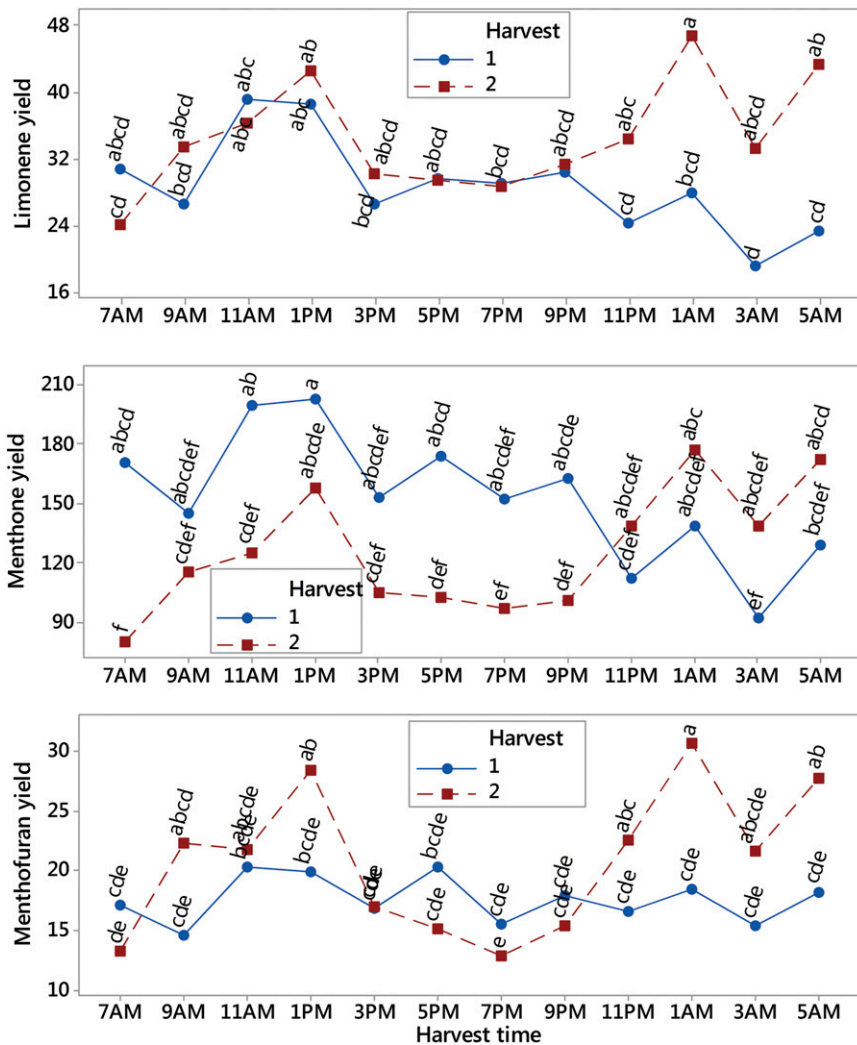 Limonene yield
48
40
32
24
16
Harvest
1
2
abcd
cd
abcd
bcd
abc
abc
ab
abc
abcd
bcd
abcd
bcd
abcd
abc
cd
a
bcd
abcd
d
ab
cd
7AM 9AM 11AM 1PM 3PM 5PM 7PM 9PM 11PM 1AM 3AM 5AM
Menthone yield
210
180
150
120
90
Harvest
1
2
abcd
f
abcdef
cdef
ab
cdef
a
abcde
abcdef
cdef
abcd
def
abcdef
ef
abcde
def
abcdef
cdef
abc
abcdef
abcdef
ef
abcd
bcdef
7AM 9AM 11AM 1PM 3PM 5PM 7PM 9PM 11PM 1AM 3AM 5AM
Menthofuran yield
30
25
20
15
10
Harvest
1
2
cde
de
abcd
cde
abcde
bcde
ab
bcde
cde
bcde
cde
cde
e
cde
cde
abc
cde
a
cde
abcde
cde
ab
cde
7AM 9AM 11AM 1PM 3PM 5PM 7PM 9PM 11PM 1AM 3AM 5AM
Harvest time